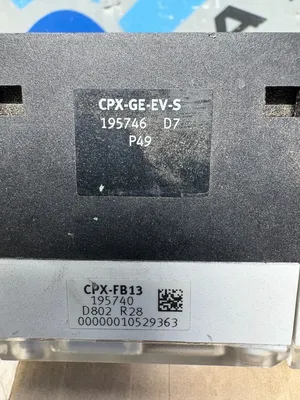 CPX-GE-EV-S
195746 D7
P49
CPX-FB13
195740
D802 R28
00000010529363